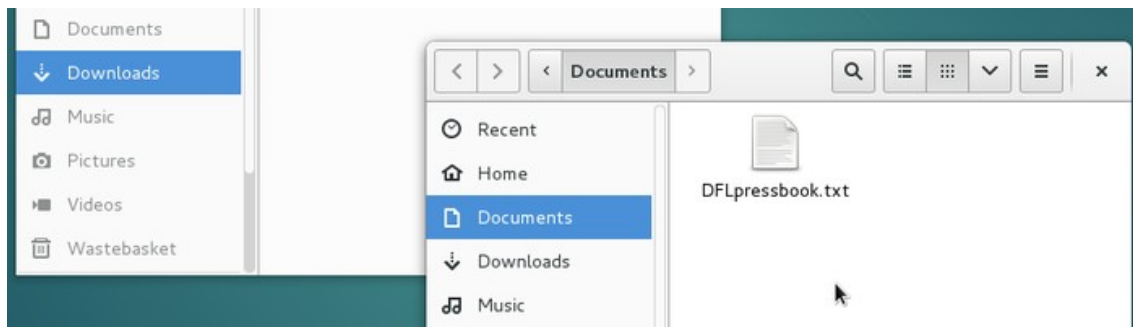 Documents
Downloads
Music
Pictures
Videos
Wastebasket
Documents
Recent
Home
Documents
Downloads
Music
DFLpressbook.txt